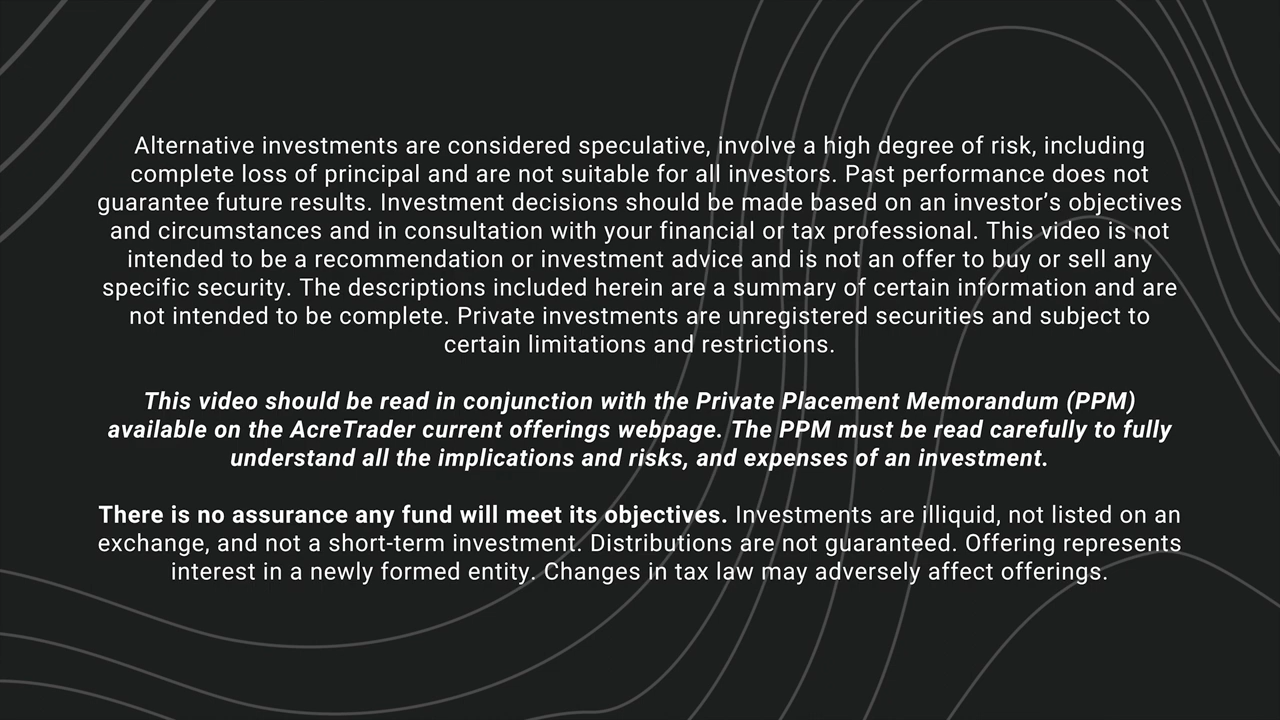 Alternative investments are considered speculative, involve a high degree of risk, including
complete loss of principal and are not suitable for all investors. Past performance does not
guarantee future results. Investment decisions should be made based on an investor’s objectives
and circumstances and in consultation with your financial or tax professional. This video is not
intended to be a recommendation or investment advice and is not an offer to buy or sell any
specific security. The descriptions included herein are a summary of certain information and are
not intended to be complete. Private investments are unregistered securities and subject to
certain limitations and restrictions.
This video should be read in conjunction with the Private Placement Memorandum (PPM)
available on the AcreTrader current offerings webpage. The PPM must be read carefully to fully
understand all the implications and risks, and expenses of an investment.
There is no assurance any fund will meet its objectives. Investments are illiquid, not listed on an
exchange, and not a short-term investment. Distributions are not guaranteed. Offering represents
interest in a newly formed entity. Changes in tax law may adversely affect offerings.